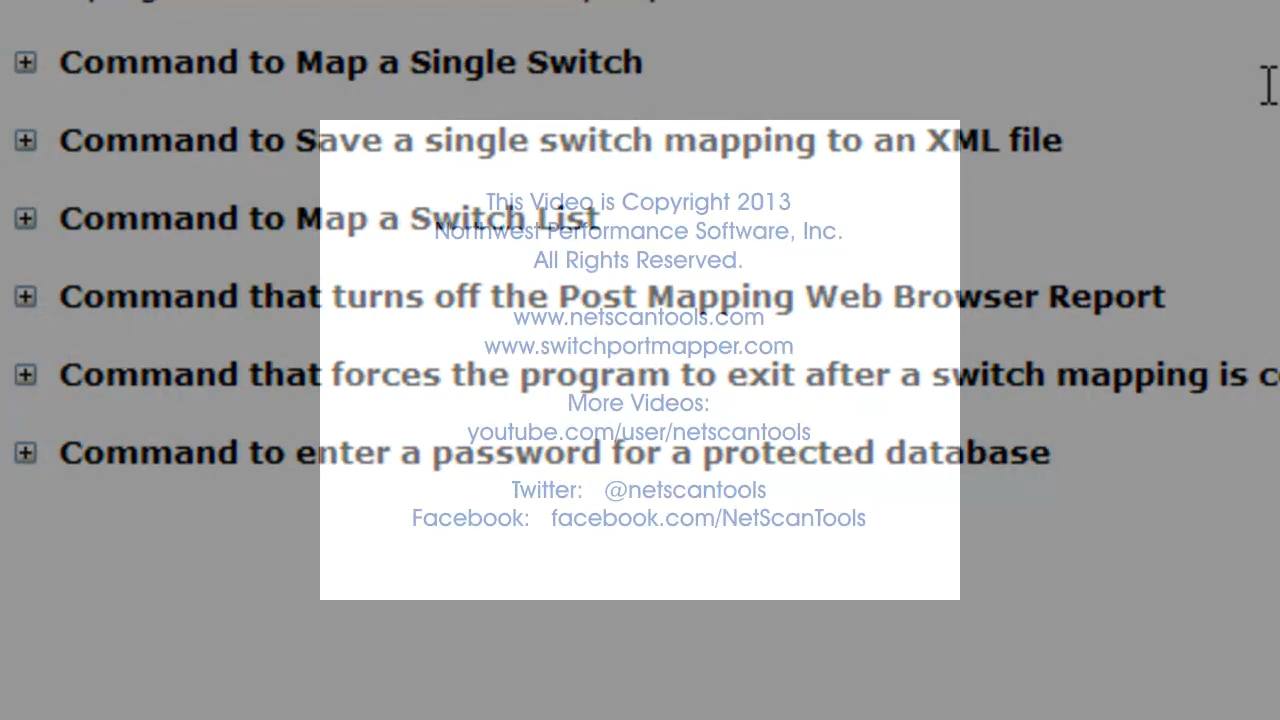 Command to Map a Single Switch
Command to Save a single switch mapping to an XML file
This Video is Copyright 2013
Command to Map a Switch List
Northwest Performance Software, Inc.
All Rights Reserved.
Command that turns off the Post Mapping Web Browser Report
www.netscantools.com
www.switchportmapper.com
Command that forces the program to exit after a switch mapping is
More Videos:
youtube.com/user/netscantools
Command to enter a password for a protected database
Twitter: @netscantools
Facebook: facebook.com/NetScanTools